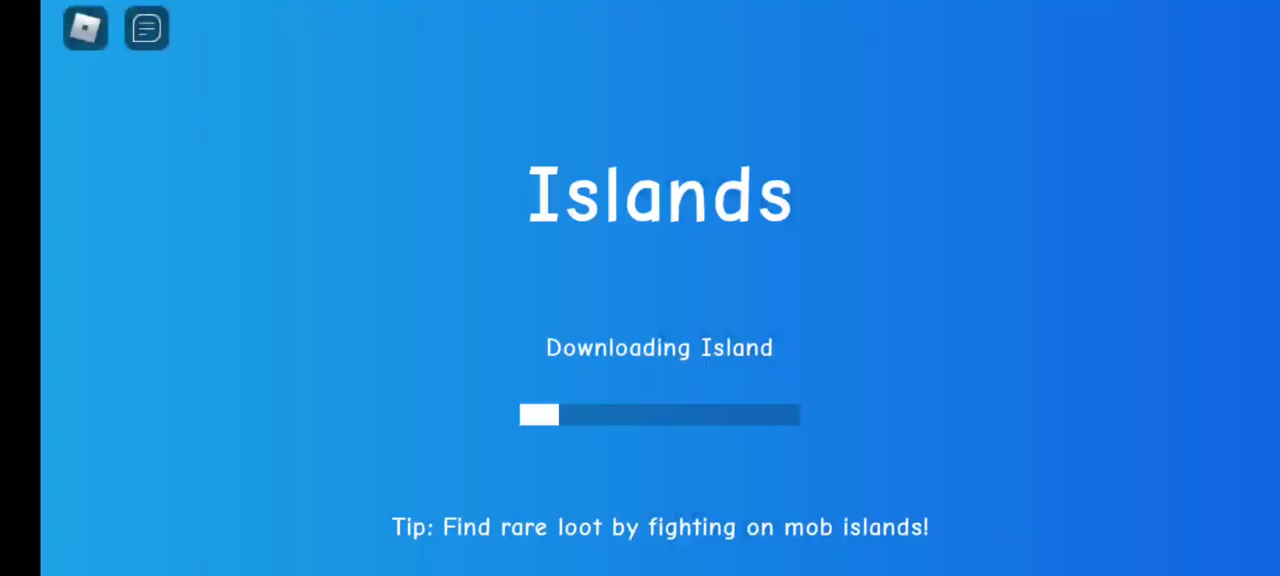 Islands
Downloading Island
Tip: Find rare loot by fighting on mob islands!